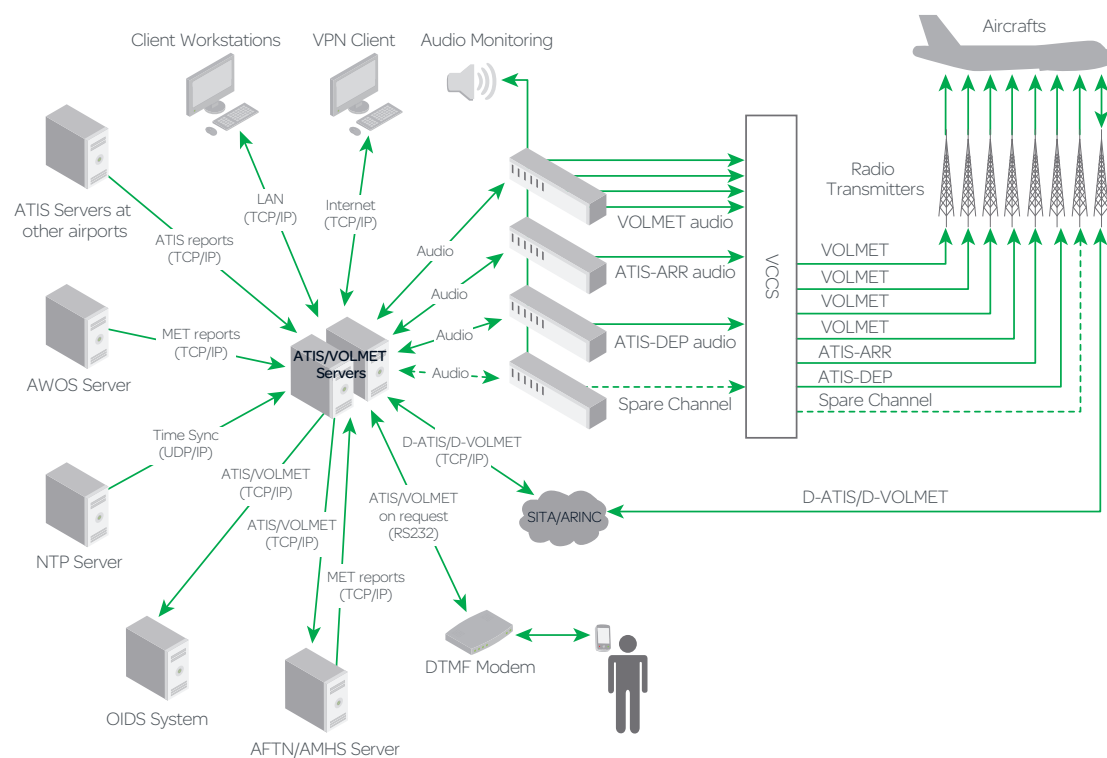 Client Workstations
VPN Client
Audio Monitoring
Aircrafts
ATIS Servers at
other airports
LAN
(TCP/IP)
Internet
(TCP/IP)
ATIS reports
(TCP/IP)
Audio
Audio
Audio
Audio
VOLMET audio
ATIS-ARR audio
ATIS-DEP audio
Spare Channel
VCCS
Radio
Transmitters
VOLMET
VOLMET
VOLMET
VOLMET
ATIS-ARR
ATIS-DEP
Spare Channel
MET reports
(TCP/IP)
AWOS Server
ATIS/VOLMET
Servers
Time Sync
(UDP/IP)
NTP Server
ATIS/VOLMET
(TCP/IP)
ATIS/VOLMET
(TCP/IP)
MET reports
(TCP/IP)
ATIS/VOLMET
on request
(RS232)
D-ATIS/D-VOLMET
(TCP/IP)
SITA/ARINC
D-ATIS/D-VOLMET
OIDS System
AFTN/AMHS Server
DTMF Modem